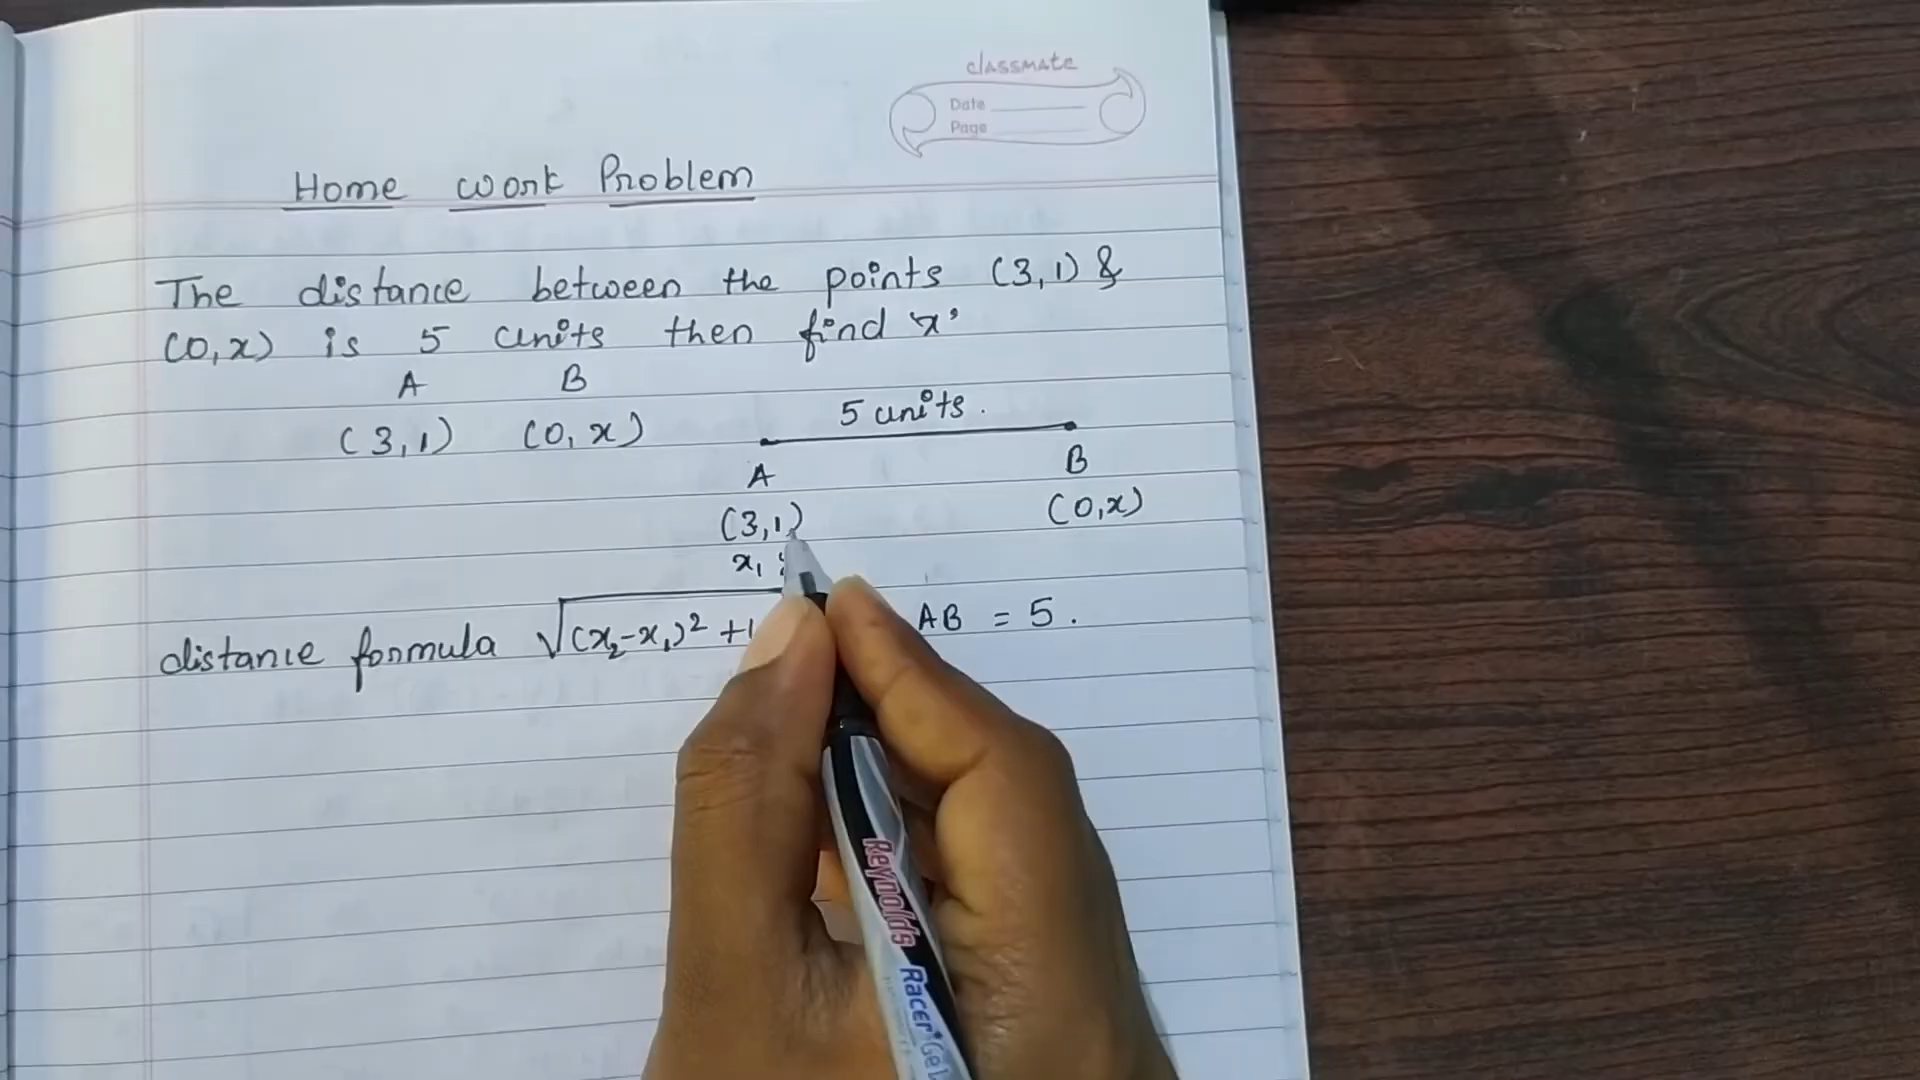 classmate
Date
Page
Home work Problem
The distance between the points (3,1) &
(0,x) is 5 units then find 'x'
A B
(3,1) (0,x)
5 units.
A B
(3,1) (0,x)
x₁
distance formula √(x₂-x₁)² + AB = 5.
Reynolds Racer Gel